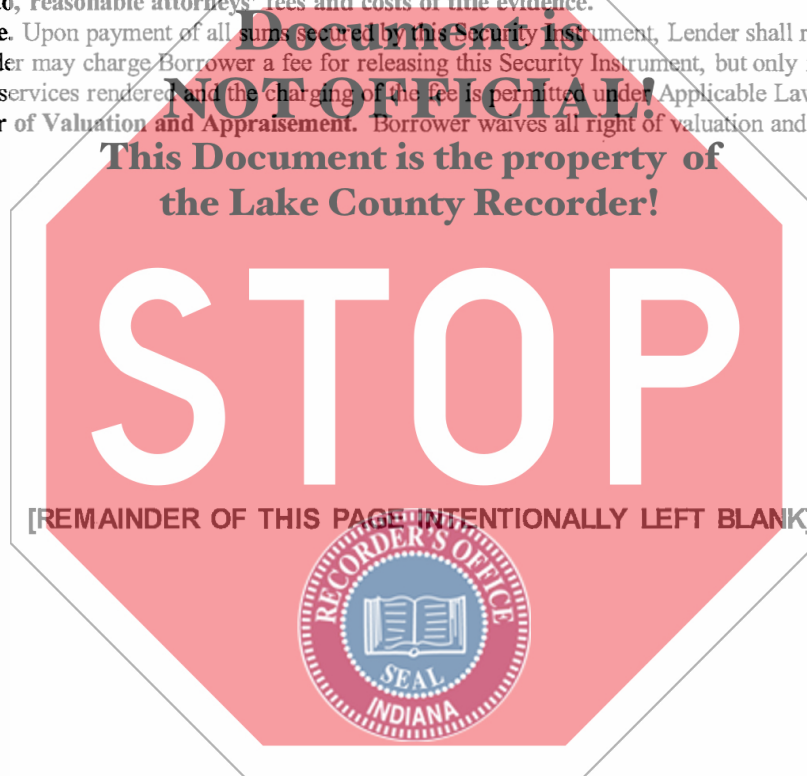 o, reasonable attorneys' fees and costs of title evidence.
e. Upon payment of all sums secured by this Security Instrument, Lender shall r
er may charge Borrower a fee for releasing this Security Instrument, but only
services rendered and the charging of the fee is permitted under Applicable Lav
r of Valuation and Appraisement. Borrower waives all right of valuation and
Document is
NOT OFFICIAL!
This Document is the property of
the Lake County Recorder!
STOP
[REMAINDER OF THIS PAGE INTENTIONALLY LEFT BLANK]
RECORDER'S OFFICE
SEAL
INDIANA